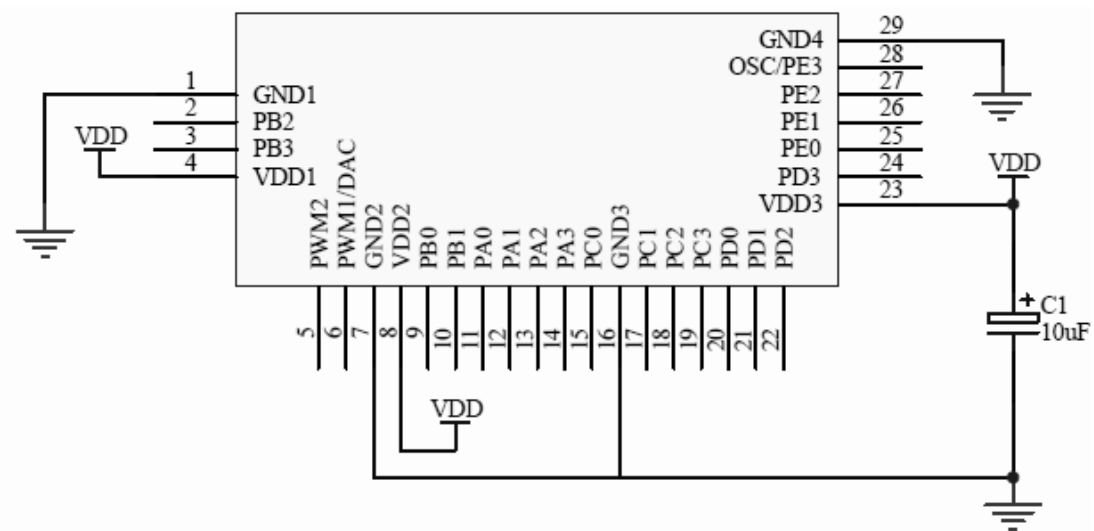 GND4 29
OSC/PE3 28
1 GND1 PE2 27
2 PB2 PE1 26
VDD 3 PB3 PE0 25
4 VDD1 PD3 24 VDD
VDD3 23
PWM2 PWM1/DAC GND2 VDD2 PB0 PB1 PA0 PA1 PA2 PA3 PC0 GND3 PC1 PC2 PC3 PD0 PD1 PD2
+ C1
10uF
5 6 7 8 9 10 11 12 13 14 15 16 17 18 19 20 21 22
VDD